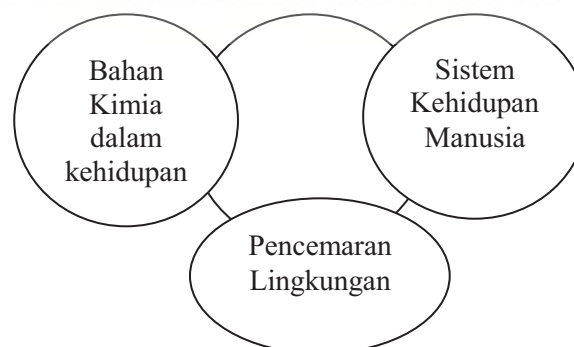 Bahan
Kimia
dalam
kehidupan
Sistem
Kehidupan
Manusia
Pencemaran
Lingkungan